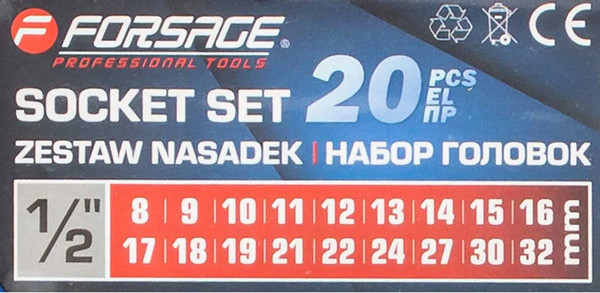 FORSAGE®
PROFESSIONAL TOOLS
CE
SOCKET SET 20 PCS
EL
ПР
ZESTAW NASADEK | НАБОР ГОЛОВОК
1/2" 8 | 9 | 10 | 11 | 12 | 13 | 14 | 15 | 16 mm
17 | 18 | 19 | 21 | 22 | 24 | 27 | 30 | 32